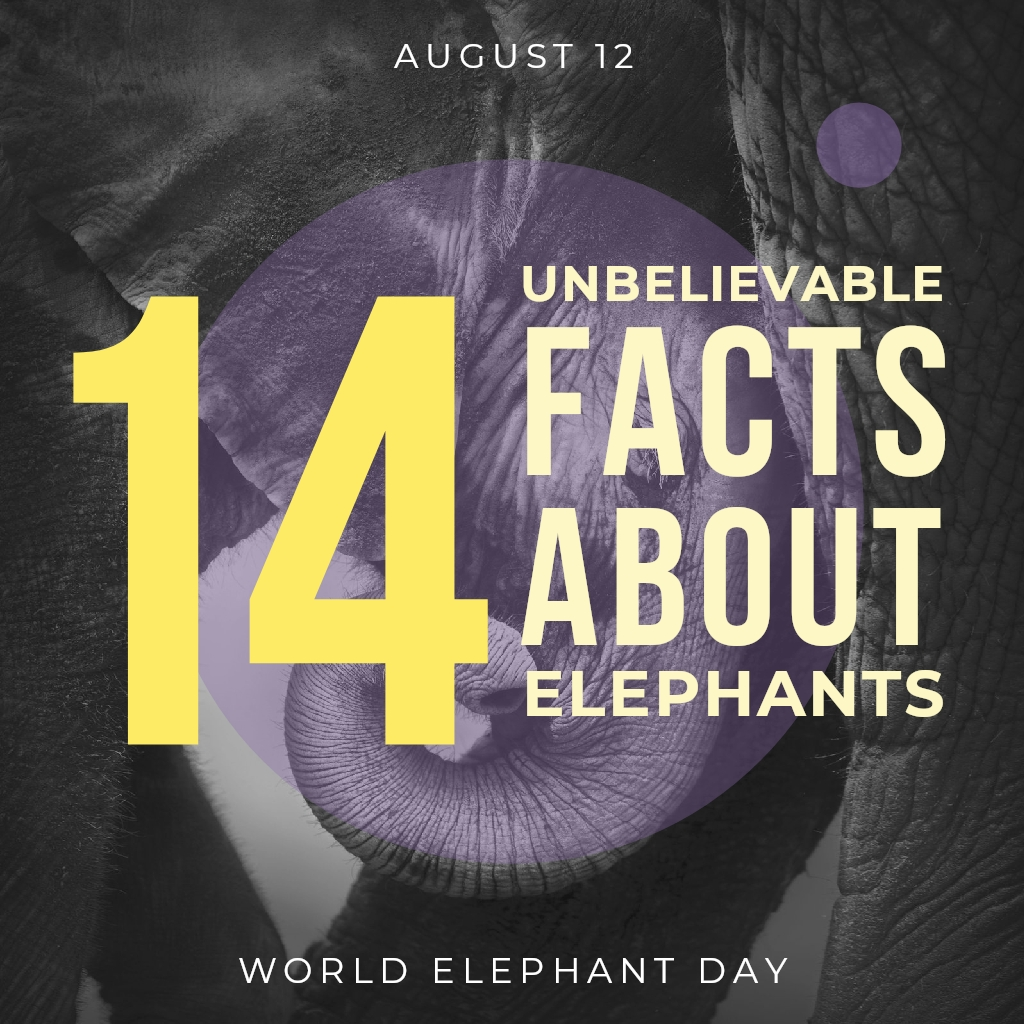 AUGUST 12
14
UNBELIEVABLE
FACTS
ABOUT
ELEPHANTS
WORLD ELEPHANT DAY